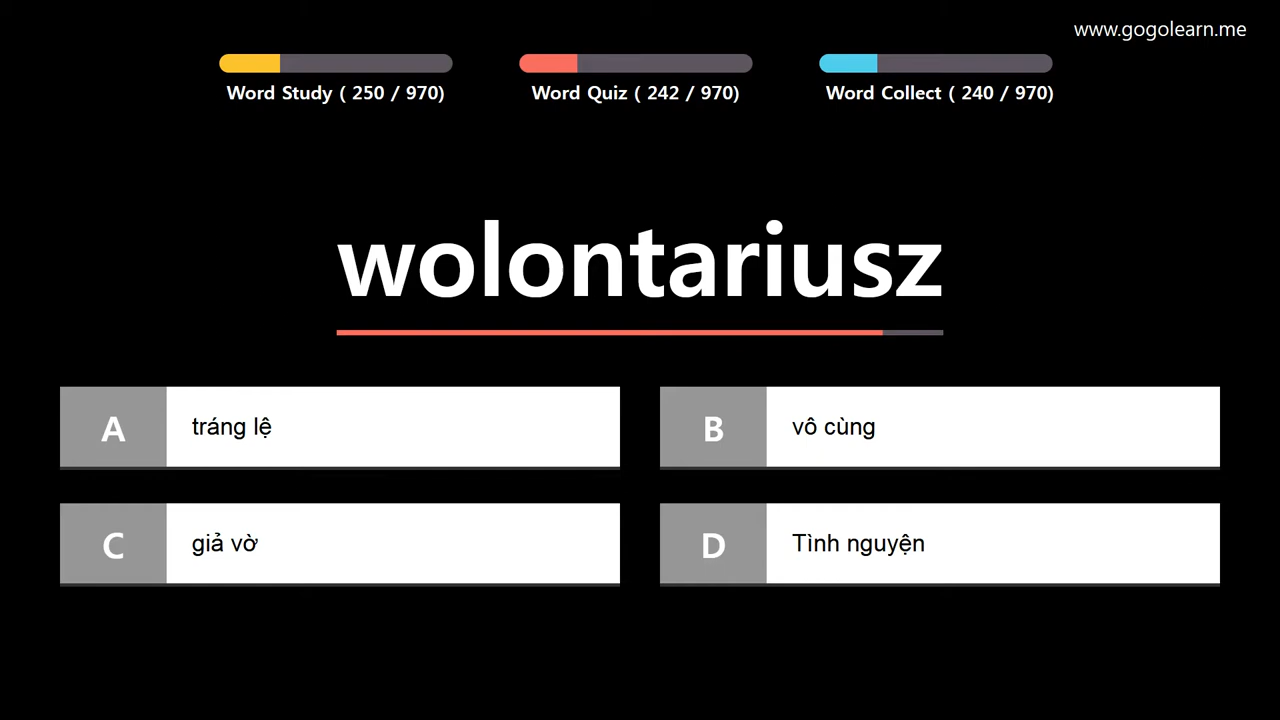 www.gogolearn.me
Word Study ( 250 / 970)
Word Quiz ( 242 / 970)
Word Collect ( 240 / 970)
wolontariusz
A
tráng lệ
B
vô cùng
C
giả vờ
D
Tình nguyện